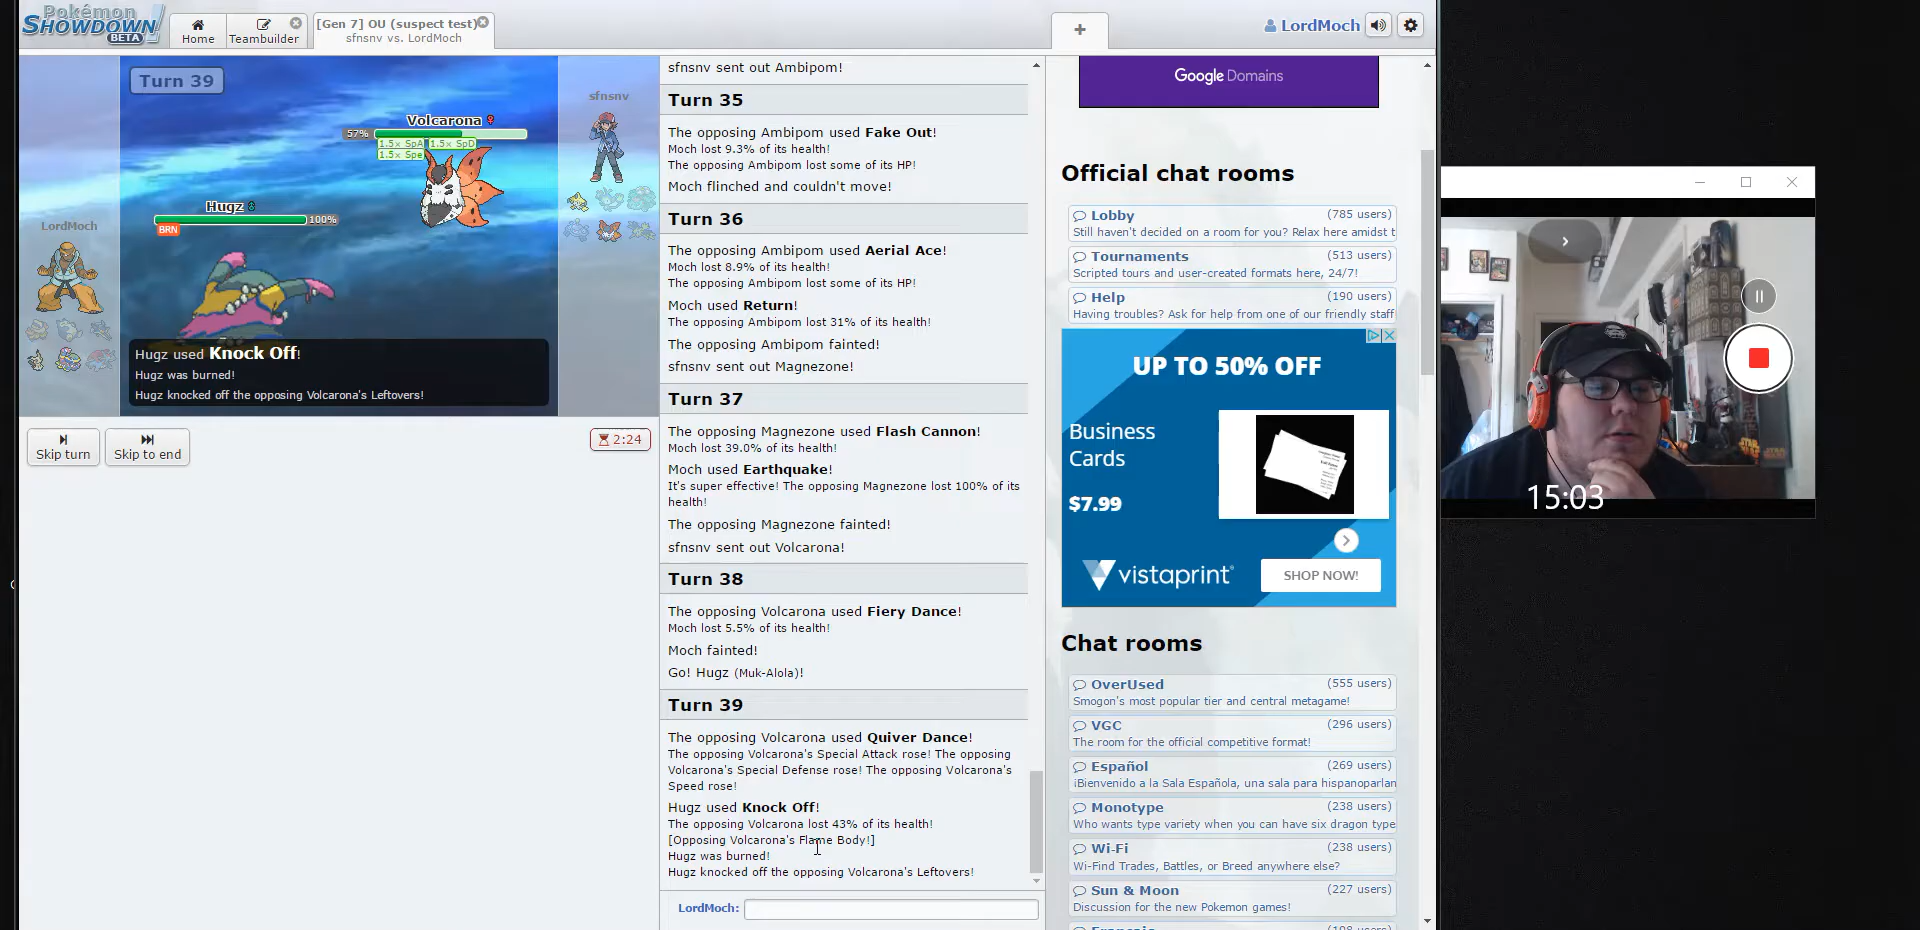 Pokémon
SHOWDOWN!
BETA
Home
Teambuilder
[Gen 7] OU (suspect test)
sfnsnv vs. LordMoch
+
LordMoch
Turn 39
LordMoch
sfnsnv
Volcarona
57%
1.5× SpA
1.5× SpD
1.5× Spe
Hugz
100%
BRN
Hugz used Knock Off!
Hugz was burned!
Hugz knocked off the opposing Volcarona's Leftovers!
Skip turn
Skip to end
2:24
sfnsnv sent out Ambipom!
Turn 35
The opposing Ambipom used Fake Out!
Moch lost 9.3% of its health!
The opposing Ambipom lost some of its HP!
Moch flinched and couldn't move!
Turn 36
The opposing Ambipom used Aerial Ace!
Moch lost 8.9% of its health!
The opposing Ambipom lost some of its HP!
Moch used Return!
The opposing Ambipom lost 31% of its health!
The opposing Ambipom fainted!
sfnsnv sent out Magnezone!
Turn 37
The opposing Magnezone used Flash Cannon!
Moch lost 39.0% of its health!
Moch used Earthquake!
It's super effective! The opposing Magnezone lost 100% of its
health!
The opposing Magnezone fainted!
sfnsnv sent out Volcarona!
Turn 38
The opposing Volcarona used Fiery Dance!
Moch lost 5.5% of its health!
Moch fainted!
Go! Hugz (Muk-Alola)!
Turn 39
The opposing Volcarona used Quiver Dance!
The opposing Volcarona's Special Attack rose! The opposing
Volcarona's Special Defense rose! The opposing Volcarona's
Speed rose!
Hugz used Knock Off!
The opposing Volcarona lost 43% of its health!
[Opposing Volcarona's Flame Body!]
Hugz was burned!
Hugz knocked off the opposing Volcarona's Leftovers!
LordMoch:
Google Domains
Official chat rooms
Lobby (785 users)
Still haven't decided on a room for you? Relax here amidst t
Tournaments (513 users)
Scripted tours and user-created formats here, 24/7!
Help (190 users)
Having troubles? Ask for help from one of our friendly staff
UP TO 50% OFF
Business
Cards
$7.99
vistaprint
SHOP NOW!
Chat rooms
OverUsed (555 users)
Smogon's most popular tier and central metagame!
VGC (296 users)
The room for the official competitive format!
Español (269 users)
¡Bienvenido a la Sala Española, una sala para hispanoparlan
Monotype (238 users)
Who wants type variety when you can have six dragon type
Wi-Fi (238 users)
Wi-Find Trades, Battles, or Breed anywhere else?
Sun & Moon (227 users)
Discussion for the new Pokemon games!
15:03